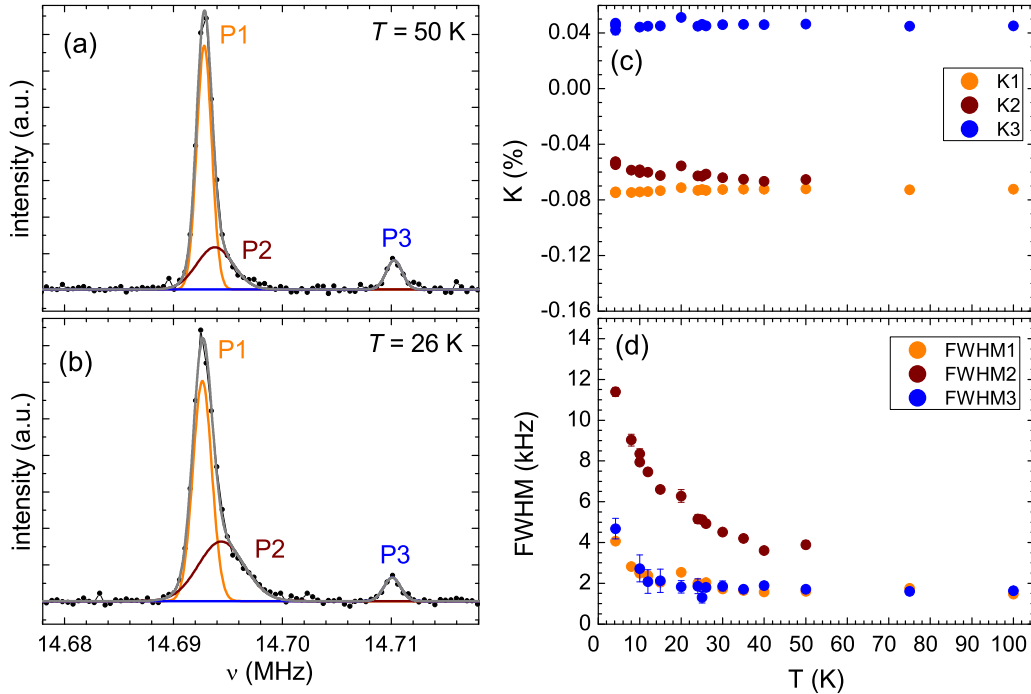 (a)
T = 50 K
P1
P2
P3
intensity (a.u.)
(b)
T = 26 K
P1
P2
P3
intensity (a.u.)
14.68
14.69
14.70
14.71
ν (MHz)
(c)
0.04
0.00
-0.04
-0.08
-0.12
-0.16
K (%)
K1
K2
K3
(d)
14
12
10
8
6
4
2
0
FWHM (kHz)
FWHM1
FWHM2
FWHM3
0 10 20 30 40 50 60 70 80 90 100
T (K)